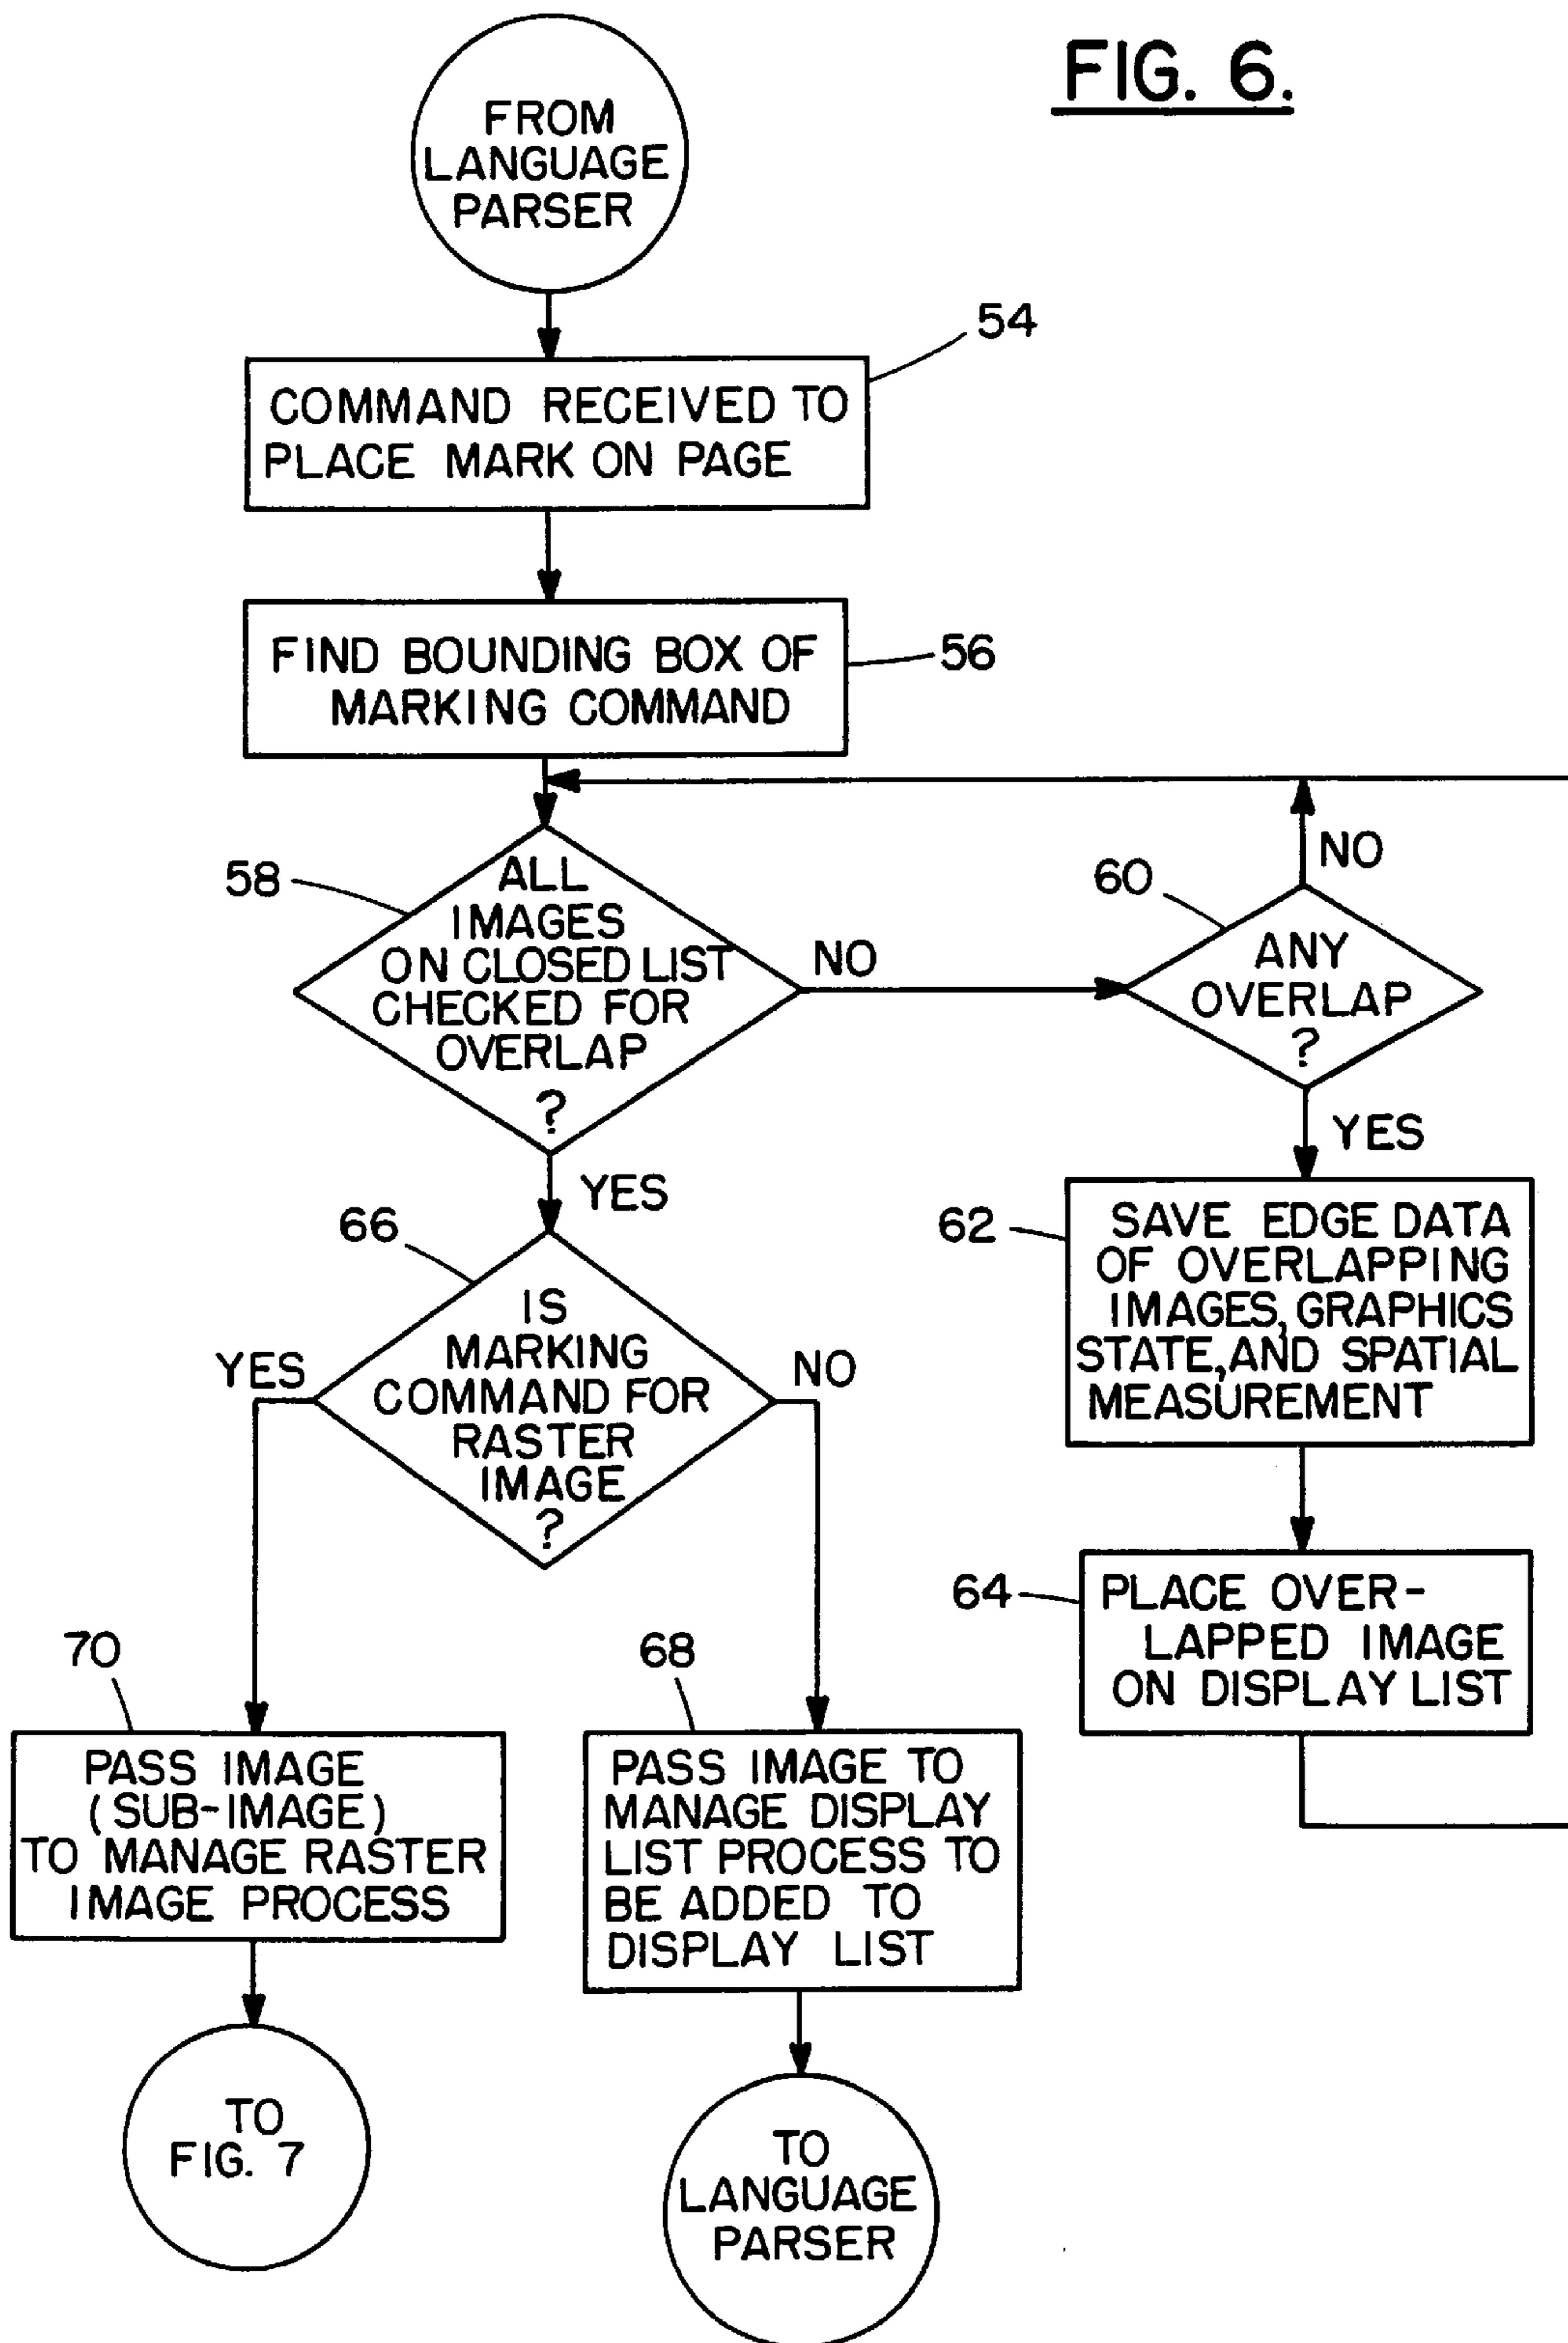 FIG. 6.
FROM
LANGUAGE
PARSER
54
COMMAND RECEIVED TO
PLACE MARK ON PAGE
FIND BOUNDING BOX OF
MARKING COMMAND
56
58
ALL
IMAGES
ON CLOSED LIST
CHECKED FOR
OVERLAP
?
NO
60
ANY
OVERLAP
?
NO
YES
62
SAVE EDGE DATA
OF OVERLAPPING
IMAGES, GRAPHICS
STATE, AND SPATIAL
MEASUREMENT
64
PLACE OVER-
LAPPED IMAGE
ON DISPLAY LIST
YES
66
IS
MARKING
COMMAND FOR
RASTER
IMAGE
?
YES
NO
70
PASS IMAGE
(SUB-IMAGE)
TO MANAGE RASTER
IMAGE PROCESS
68
PASS IMAGE TO
MANAGE DISPLAY
LIST PROCESS TO
BE ADDED TO
DISPLAY LIST
TO
FIG. 7
TO
LANGUAGE
PARSER